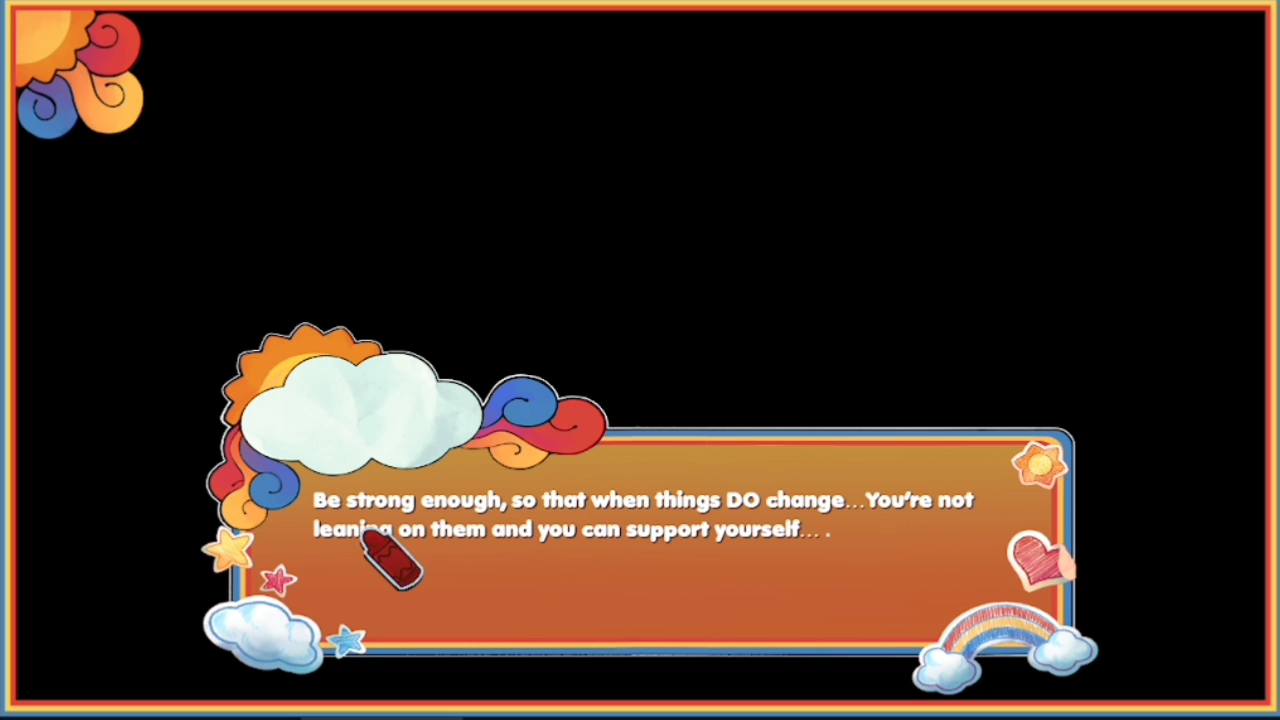 Be strong enough, so that when things DO change...You're not
leaning on them and you can support yourself... .